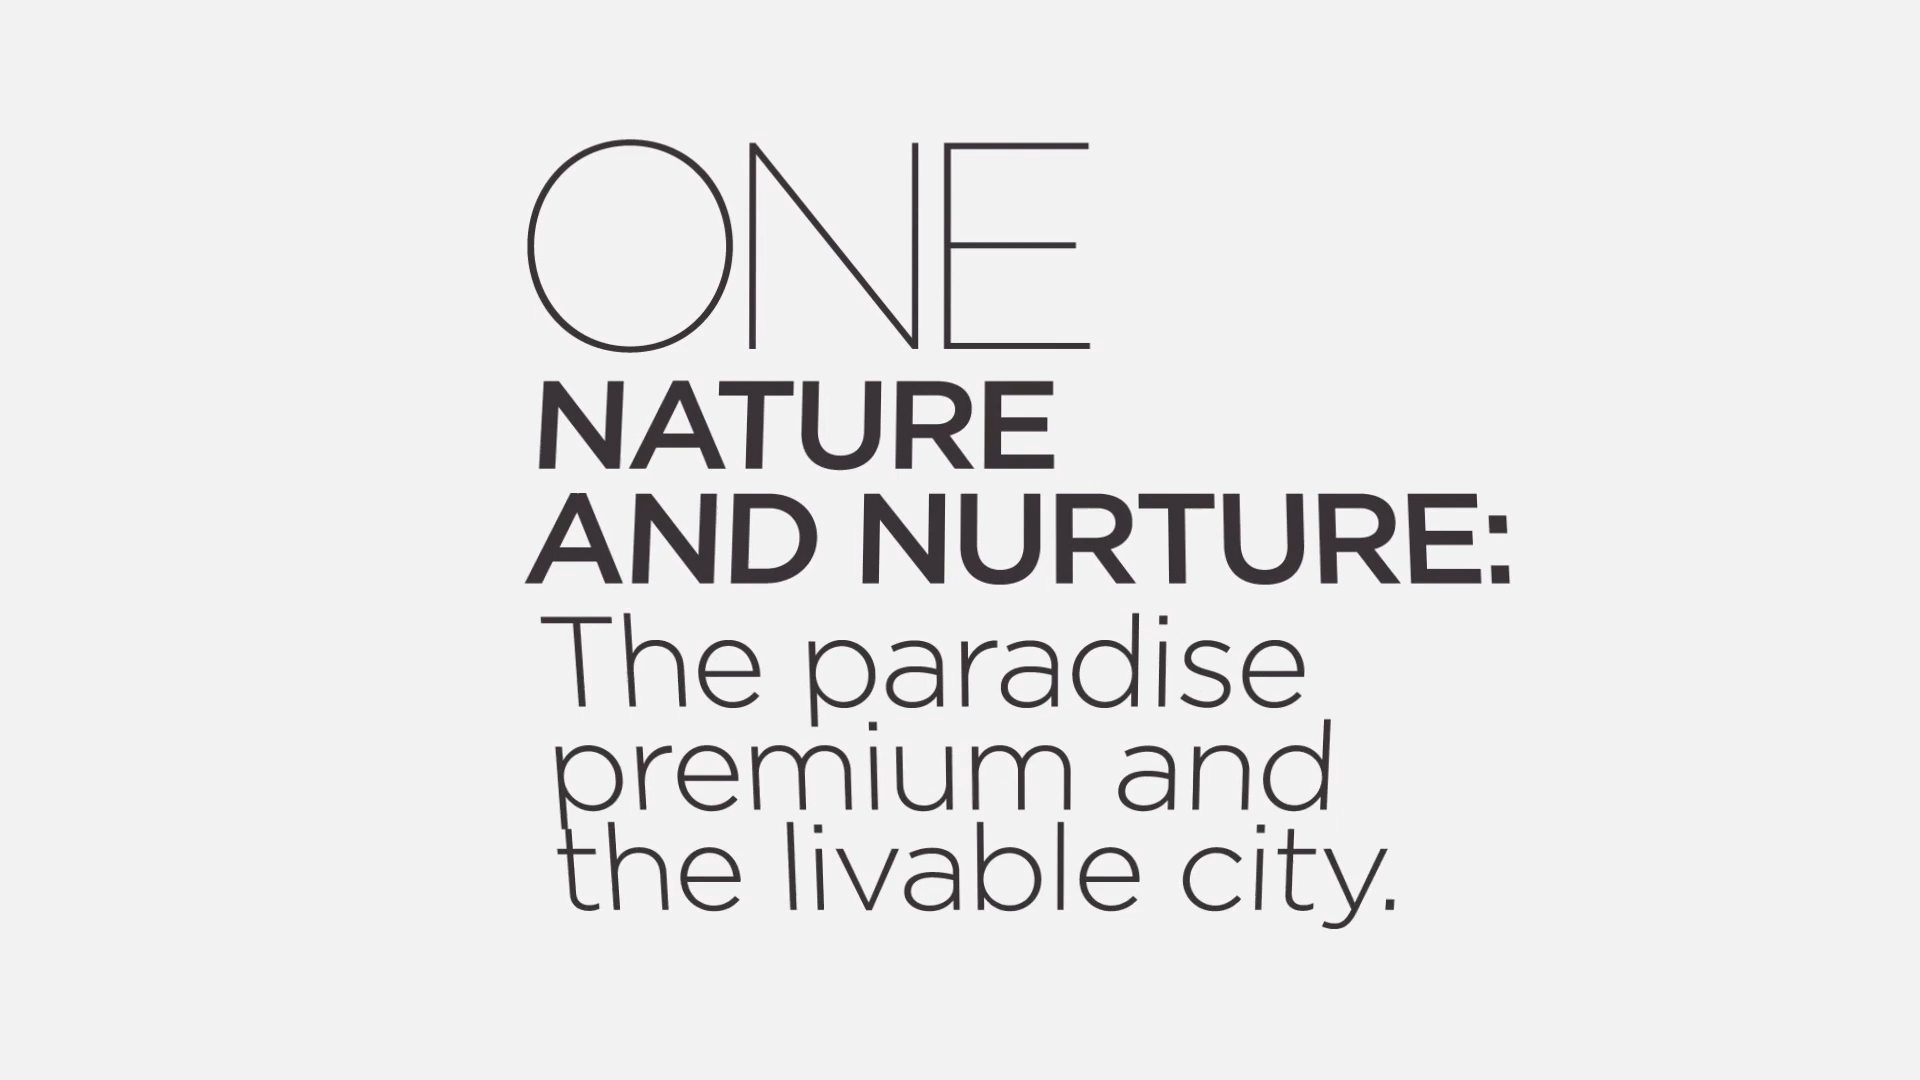 ONE
NATURE
AND NURTURE:
The paradise
premium and
the livable city.